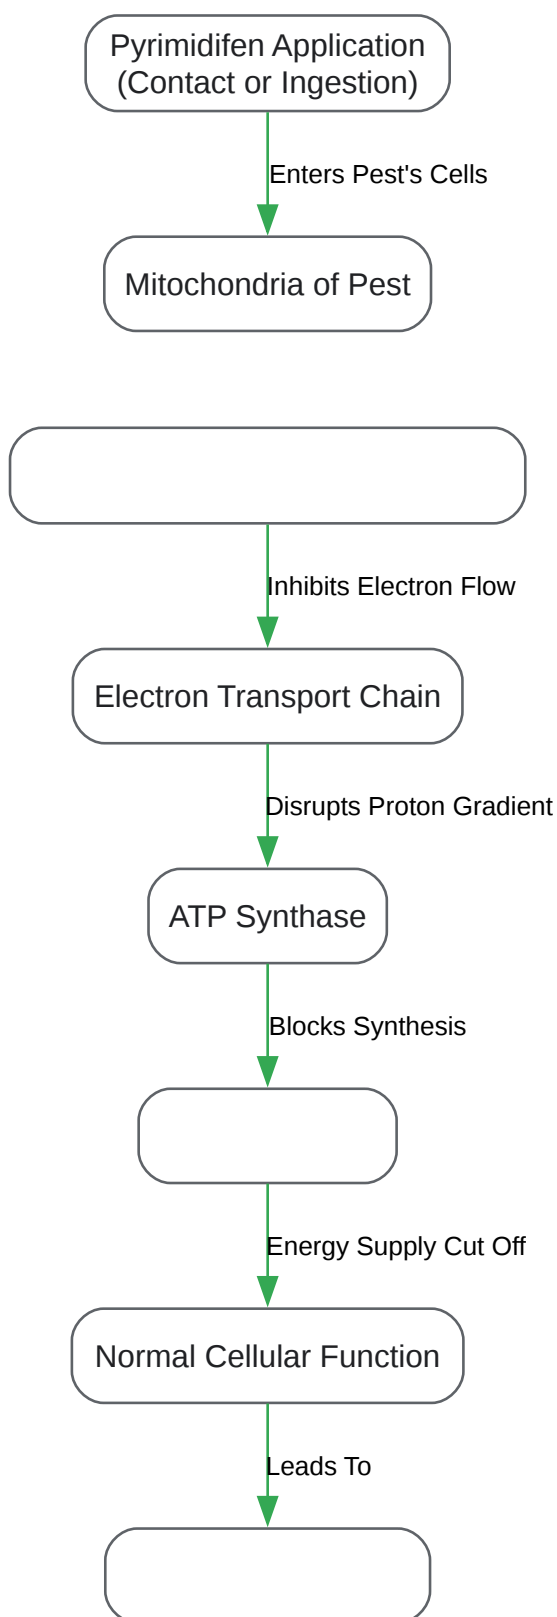 Pyrimidifen Application
(Contact or Ingestion)
Enters Pest's Cells
Mitochondria of Pest
Inhibits Electron Flow
Electron Transport Chain
Disrupts Proton Gradient
ATP Synthase
Blocks Synthesis
Energy Supply Cut Off
Normal Cellular Function
Leads To